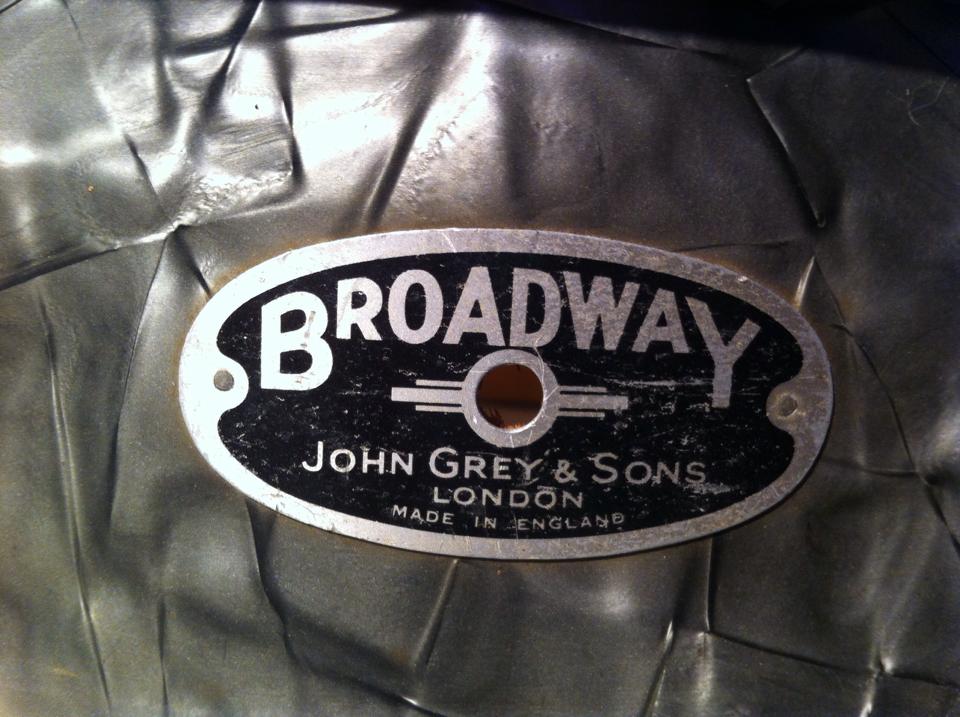 BROADWAY
JOHN GREY & SONS
LONDON
MADE IN ENGLAND